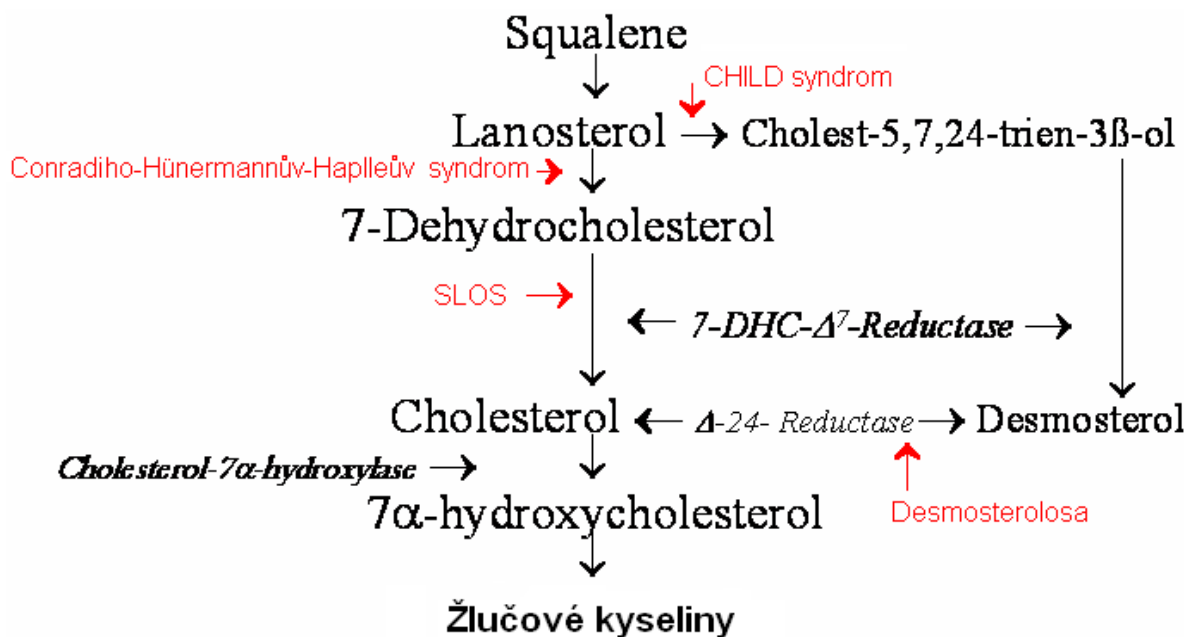 Squalene
CHILD syndrom
Lanosterol
Cholest-5,7,24-trien-3ß-ol
Conradiho-Hünermannův-Haplleův syndrom
7-Dehydrocholesterol
SLOS
7-DHC-Δ⁷-Reductase
Cholesterol
Δ-24- Reductase
Desmosterol
Cholesterol-7α-hydroxylase
7α-hydroxycholesterol
Desmosterolosa
Žlučové kyseliny